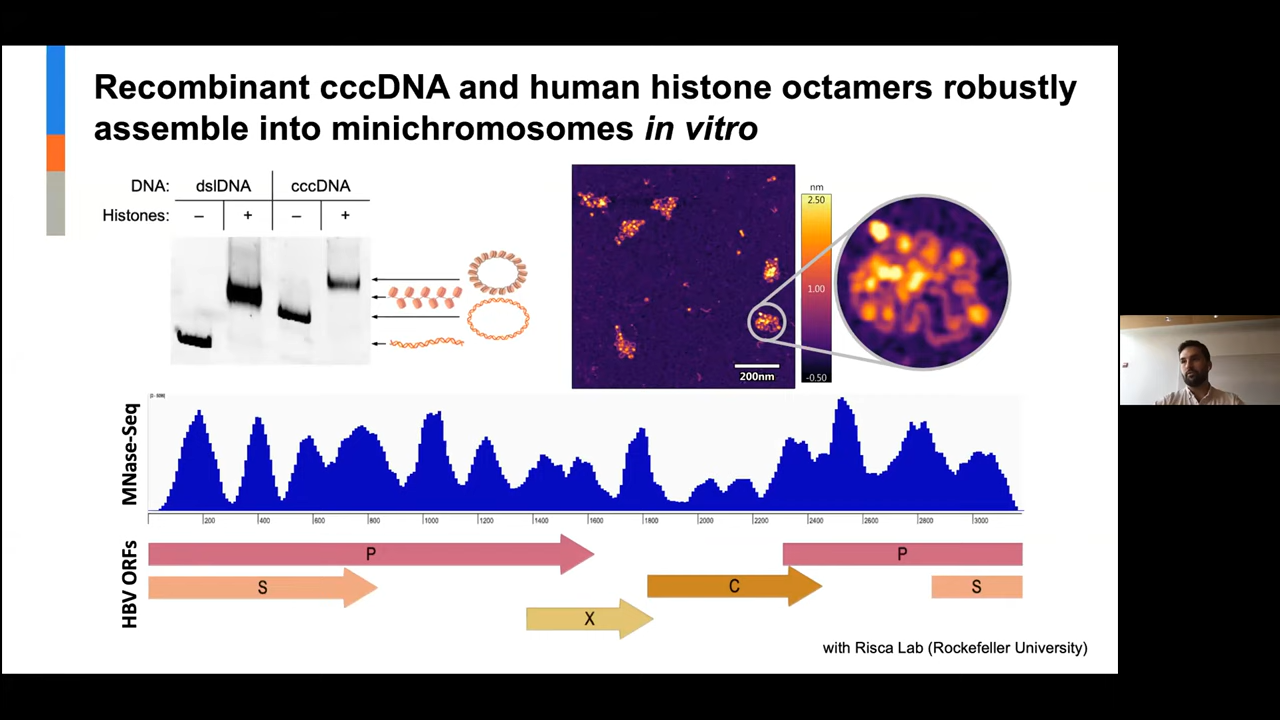 Recombinant cccDNA and human histone octamers robustly
assemble into minichromosomes in vitro
DNA: dslDNA cccDNA
Histones: – + – +
nm
2.50
1.00
-0.50
200nm
MNase-Seq
200 400 600 800 1000 1200 1400 1600 1800 2000 2200 2400 2600 2800 3000
HBV ORFs
P P
S C S
X
with Risca Lab (Rockefeller University)